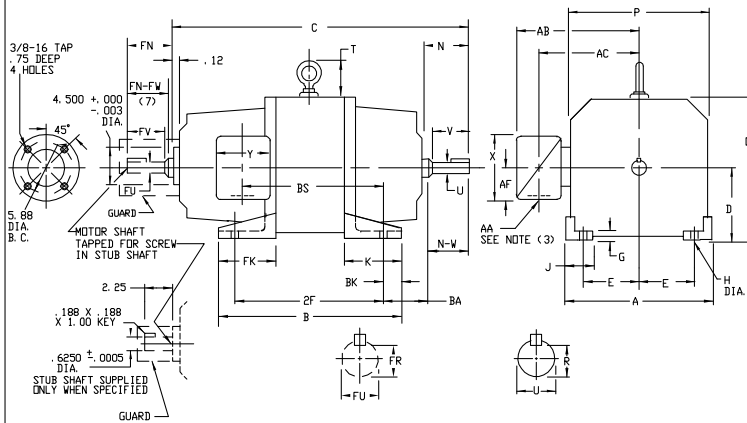 C
P
FN
N
AB
3/8-16 TAP
.75 DEEP
4 HOLES
.12
T
AC
FN-FW
(7)
4.500 +.000
-.003
DIA.
45°
FV
V
Y
X
BS
AF
D
FU
U
GUARD
5.88
DIA.
B.C.
MOTOR SHAFT
TAPPED FOR SCREW
IN STUB SHAFT
AA
SEE NOTE (3)
N-W
G
FK
K
J
H
DIA.
BK
E
E
2.25
2F
BA
A
B
.188 X .188
X 1.00 KEY
FR
R
.6250 +
-.0005
DIA.
FU
U
STUB SHAFT SUPPLIED
ONLY WHEN SPECIFIED
GUARD